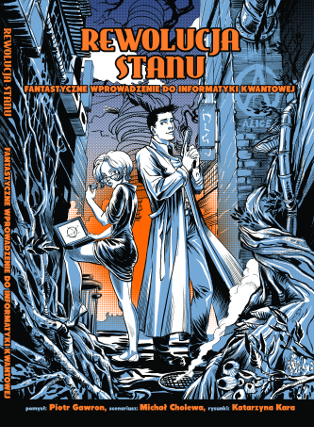 REWOLUCJA
STANU
FANTASTYCZNE WPROWADZENIE DO INFORMATYKI KWANTOWEJ
REWOLUCJA STANU
FANTASTYCZNE WPROWADZENIE DO INFORMATYKI KWANTOWEJ
ALICE
pomysł: Piotr Gawron, scenariusz: Michał Cholewa, rysunki: Katarzyna Kara